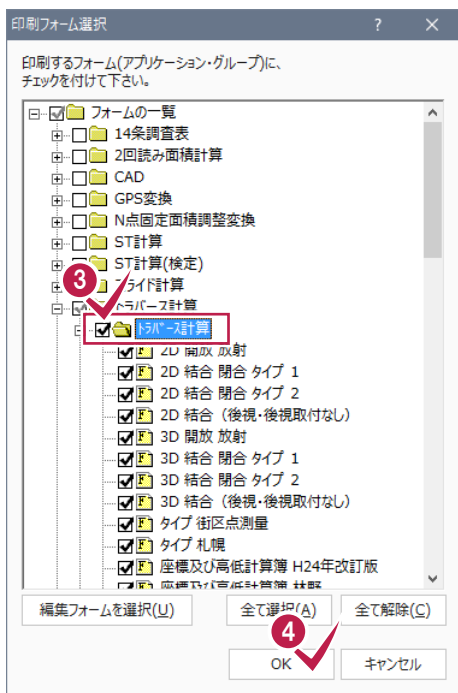 印刷フォーム選択
印刷するフォーム(アプリケーション・グループ)に、
チェックを付けて下さい。
フォームの一覧
14条調査表
2回読み面積計算
CAD
GPS変換
N点固定面積調整変換
ST計算
ST計算(検定)
3
ライド計算
トラバース計算
トラバース計算
2D 開放 放射
2D 結合 閉合 タイプ 1
2D 結合 閉合 タイプ 2
2D 結合（後視・後視取付なし）
3D 開放 放射
3D 結合 閉合 タイプ 1
3D 結合 閉合 タイプ 2
3D 結合（後視・後視取付なし）
タイプ 街区点測量
タイプ 札幌
座標及び高低計算簿 H24年改訂版
座標及び高低計算簿 林野
編集フォームを選択(U) 全て選択(A) 全て解除(C)
4
OK キャンセル